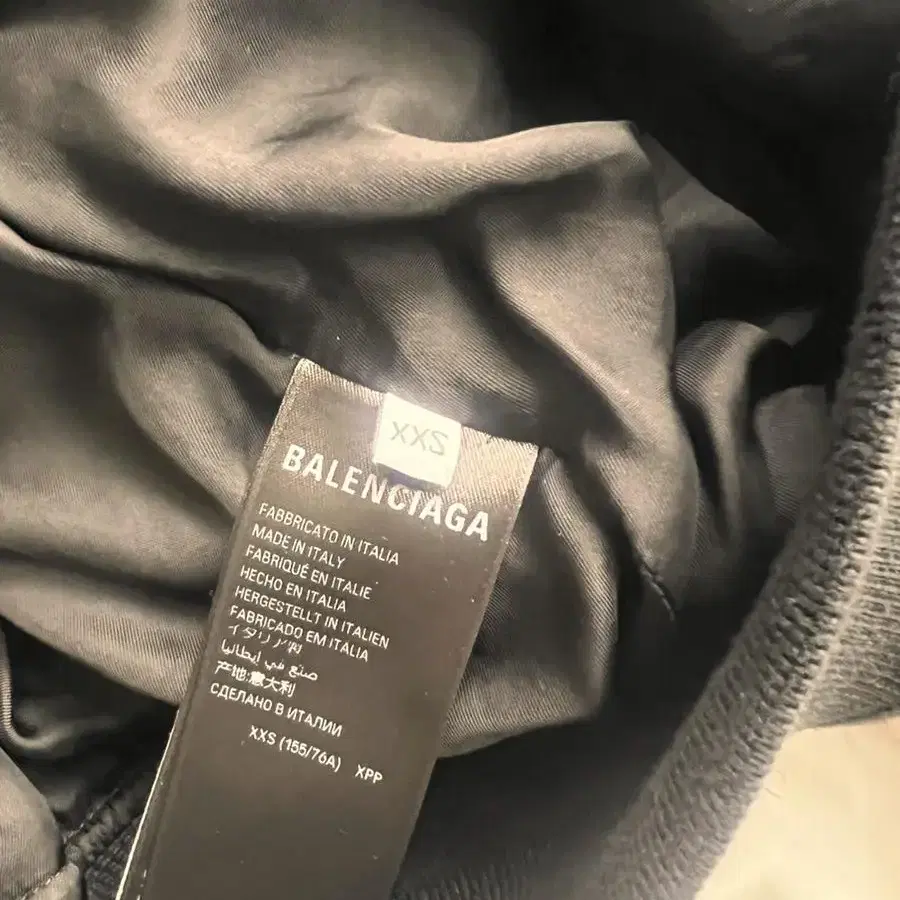 XXS
BALENCIAGA
FABBRICATO IN ITALIA
MADE IN ITALY
FABRIQUÉ EN ITALIE
HECHO EN ITALIA
HERGESTELLT IN ITALIEN
FABRICADO EM ITALIA
イタリア製
صنع في إيطاليا
产地:意大利
СДЕЛАНО В ИТАЛИИ
XXS (155/76A) XPP